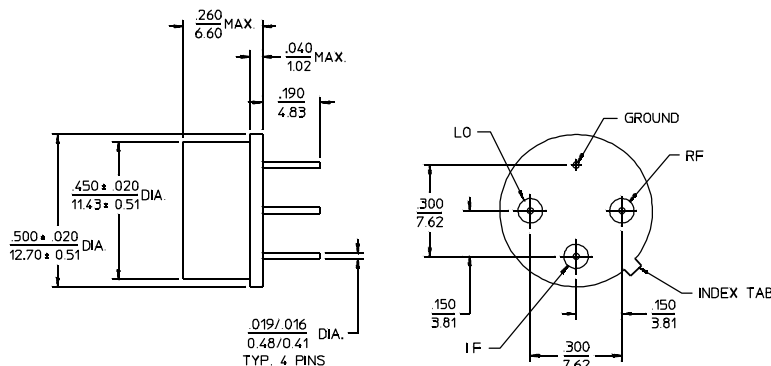 .260
6.60 MAX.
.040
1.02 MAX.
.190
4.83
.450 ± .020
11.43 ± 0.51 DIA.
.500 ± .020
12.70 ± 0.51 DIA.
.019/.016
0.48/0.41 DIA.
TYP. 4 PINS
LO
GROUND
RF
.300
7.62
.150
3.81
IF
INDEX TAB
.150
3.81
.300
7.62